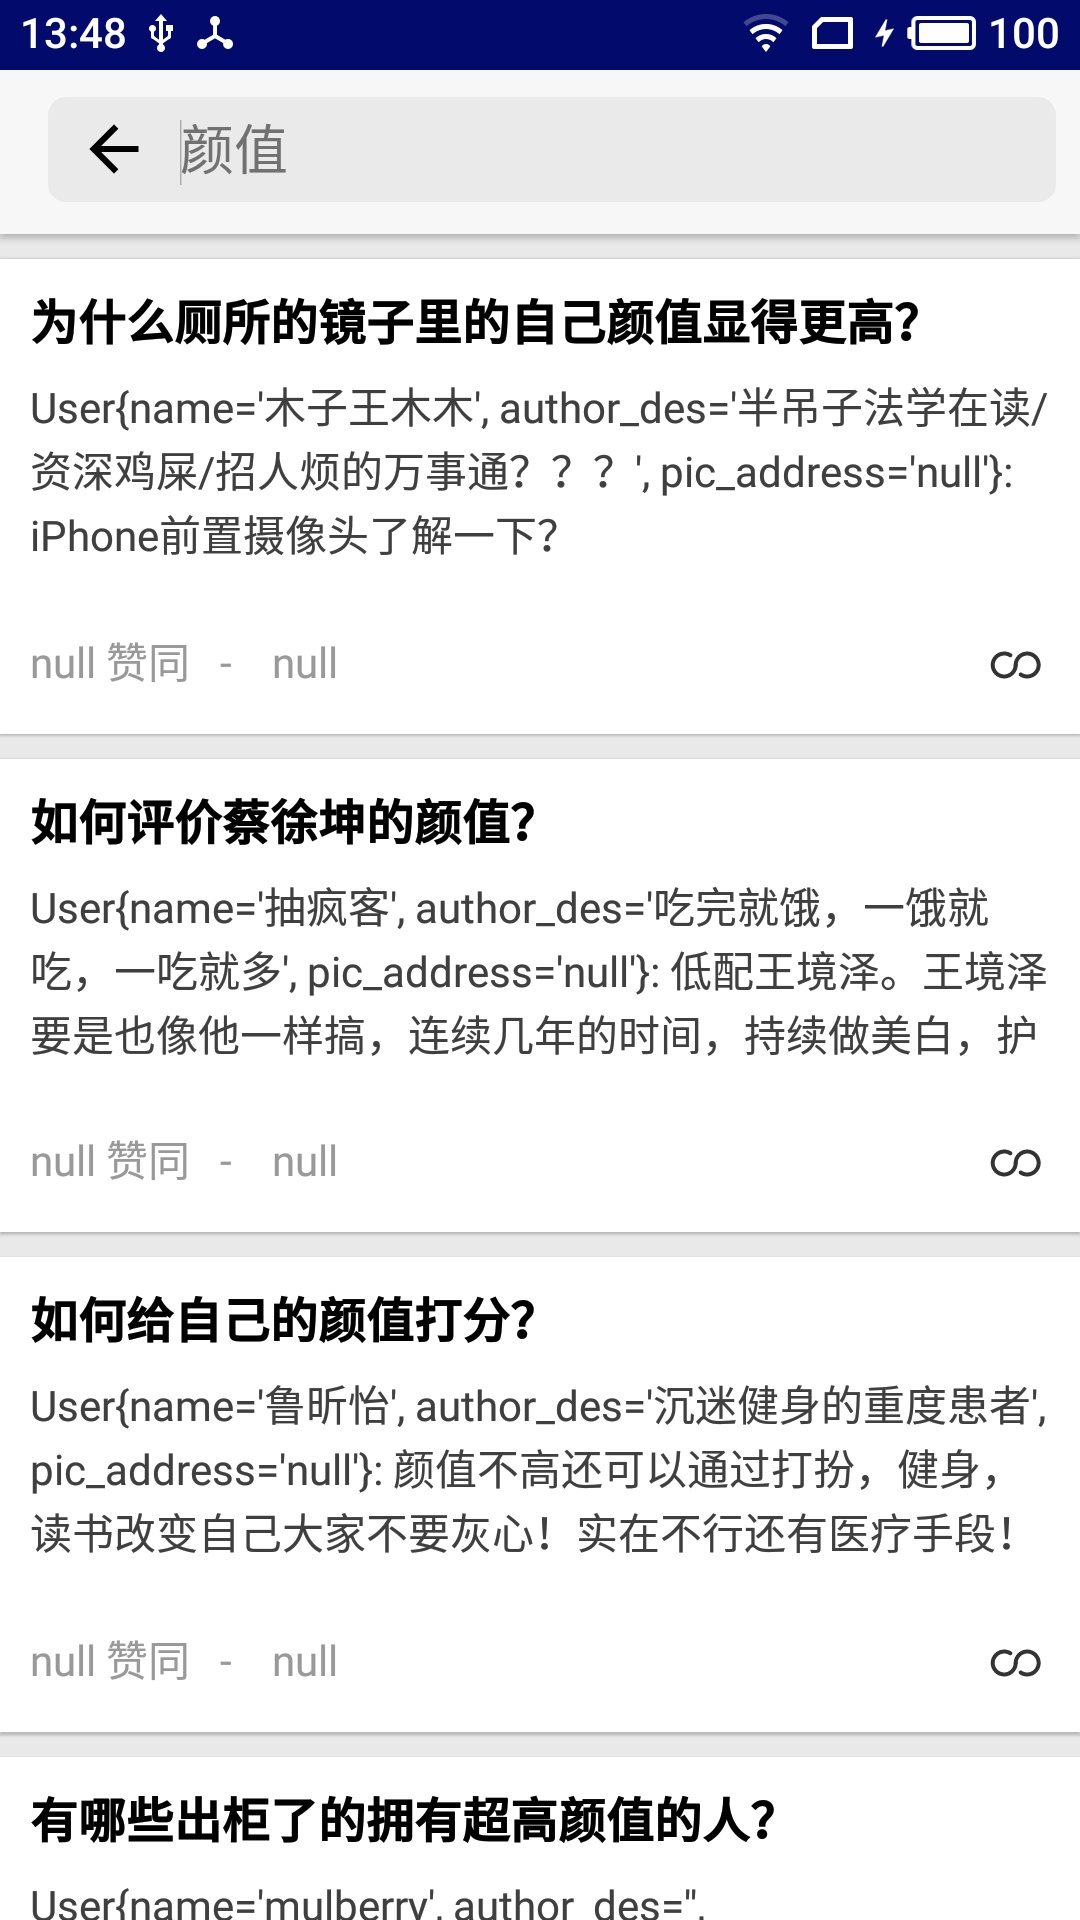 13:48
100
颜值
为什么厕所的镜子里的自己颜值显得更高？
User{name='木子王木木', author_des='半吊子法学在读/
资深鸡屎/招人烦的万事通？？？', pic_address='null'}:
iPhone前置摄像头了解一下？
null 赞同 - null
如何评价蔡徐坤的颜值？
User{name='抽疯客', author_des='吃完就饿，一饿就
吃，一吃就多', pic_address='null'}: 低配王境泽。王境泽
要是也像他一样搞，连续几年的时间，持续做美白，护
null 赞同 - null
如何给自己的颜值打分？
User{name='鲁昕怡', author_des='沉迷健身的重度患者',
pic_address='null'}: 颜值不高还可以通过打扮，健身，
读书改变自己大家不要灰心！实在不行还有医疗手段！
null 赞同 - null
有哪些出柜了的拥有超高颜值的人？
User{name='mulberry', author_des='',